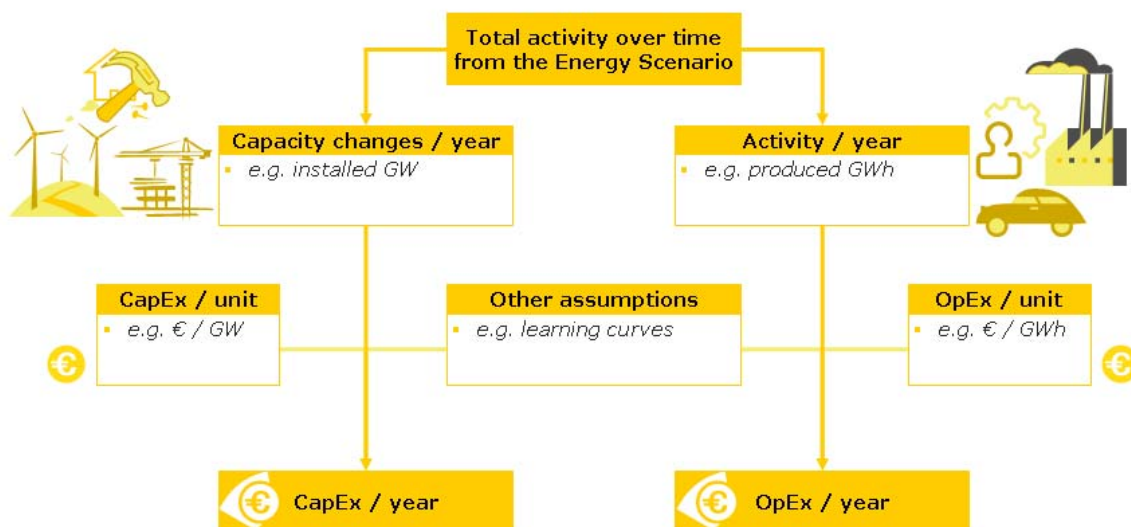 Total activity over time
from the Energy Scenario
Capacity changes / year
▪ e.g. installed GW
Activity / year
▪ e.g. produced GWh
CapEx / unit
▪ e.g. € / GW
Other assumptions
▪ e.g. learning curves
OpEx / unit
▪ e.g. € / GWh
€
€
€ CapEx / year
€ OpEx / year